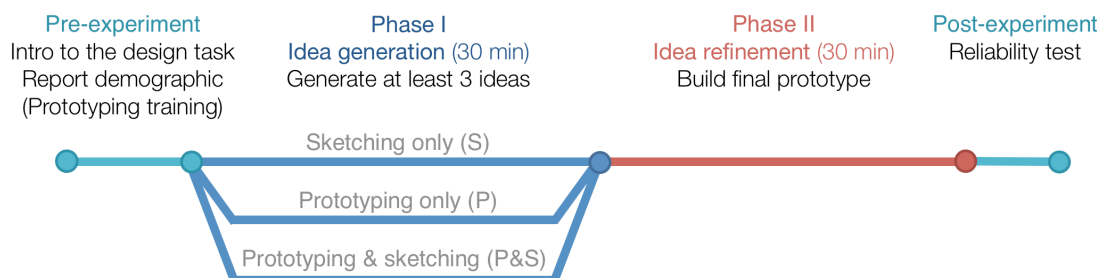 Pre-experiment
Intro to the design task
Report demographic
(Prototyping training)
Phase I
Idea generation (30 min)
Generate at least 3 ideas
Phase II
Idea refinement (30 min)
Build final prototype
Post-experiment
Reliability test
Sketching only (S)
Prototyping only (P)
Prototyping & sketching (P&S)